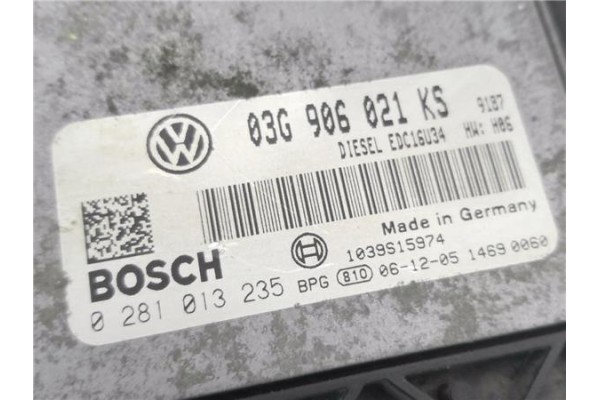 03G 906 021 KS 9187
DIESEL EDC16U34 HW: H06
Made in Germany
BOSCH 1039S15974
0 281 013 235 BPG 810 06-12-05 1469 0060